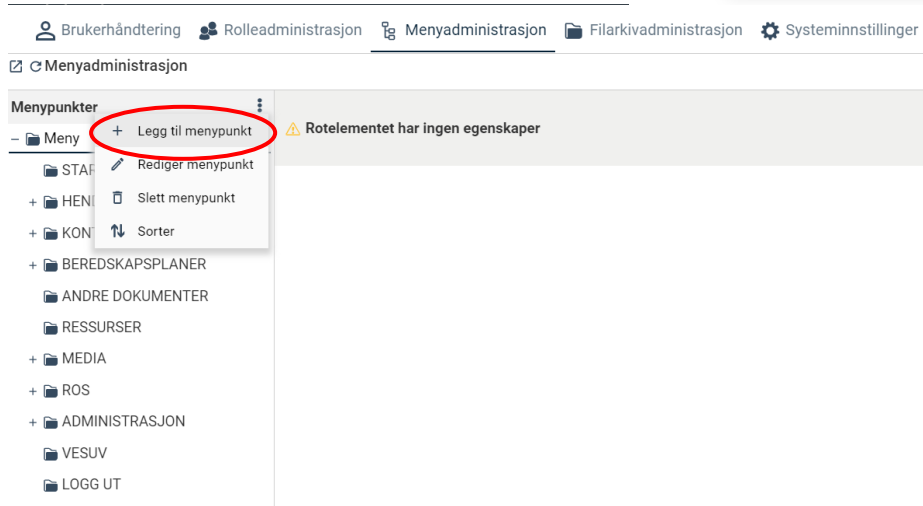 Brukerhåndtering Rolleadministrasjon Menyadministrasjon Filarkivadministrasjon Systeminnstillinger
Menyadministrasjon
Menypunkter
Meny
Legg til menypunkt
Rediger menypunkt
Slett menypunkt
Sorter
Rotelementet har ingen egenskaper
BEREDSKAPSPLANER
ANDRE DOKUMENTER
RESSURSER
MEDIA
ROS
ADMINISTRASJON
VESUV
LOGG UT